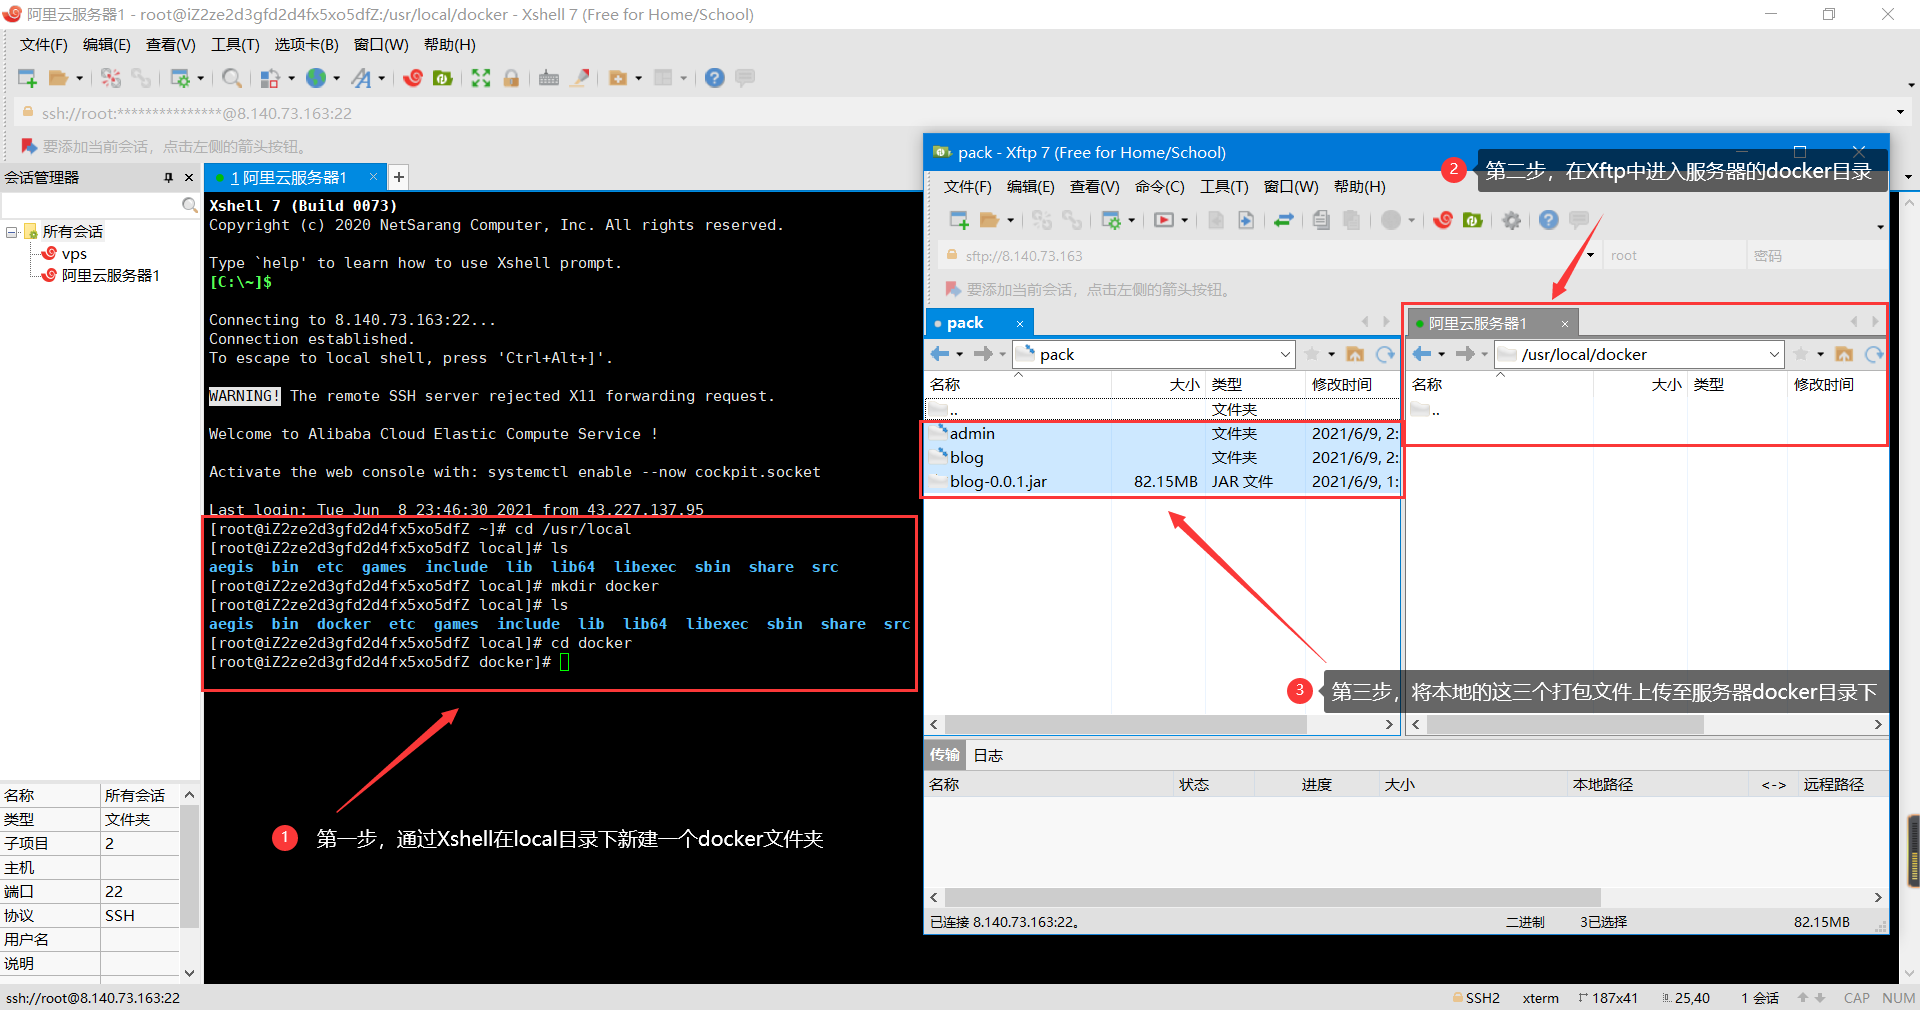 阿里云服务器1 - root@iZ2ze2d3gfd2d4fx5xo5dfZ:/usr/local/docker - Xshell 7 (Free for Home/School)
文件(F) 编辑(E) 查看(V) 工具(T) 选项卡(B) 窗口(W) 帮助(H)
ssh://root:***************@8.140.73.163:22
要添加当前会话，点击左侧的箭头按钮。
会话管理器
1 阿里云服务器1
所有会话
vps
阿里云服务器1
Xshell 7 (Build 0073)
Copyright (c) 2020 NetSarang Computer, Inc. All rights reserved.
Type `help' to learn how to use Xshell prompt.
[C:\~]$
Connecting to 8.140.73.163:22...
Connection established.
To escape to local shell, press 'Ctrl+Alt+]'.
WARNING! The remote SSH server rejected X11 forwarding request.
Welcome to Alibaba Cloud Elastic Compute Service !
Activate the web console with: systemctl enable --now cockpit.socket
Last login: Tue Jun  8 23:46:30 2021 from 43.227.137.95
[root@iZ2ze2d3gfd2d4fx5xo5dfZ ~]# cd /usr/local
[root@iZ2ze2d3gfd2d4fx5xo5dfZ local]# ls
aegis bin etc games include lib lib64 libexec sbin share src
[root@iZ2ze2d3gfd2d4fx5xo5dfZ local]# mkdir docker
[root@iZ2ze2d3gfd2d4fx5xo5dfZ local]# ls
aegis bin docker etc games include lib lib64 libexec sbin share src
[root@iZ2ze2d3gfd2d4fx5xo5dfZ local]# cd docker
[root@iZ2ze2d3gfd2d4fx5xo5dfZ docker]#
1 第一步，通过Xshell在local目录下新建一个docker文件夹
名称 所有会话
类型 文件夹
子项目 2
主机
端口 22
协议 SSH
用户名
说明
pack - Xftp 7 (Free for Home/School)
2 第二步，在Xftp中进入服务器的docker目录
文件(F) 编辑(E) 查看(V) 命令(C) 工具(T) 窗口(W) 帮助(H)
sftp://8.140.73.163 root 密码
要添加当前会话，点击左侧的箭头按钮。
pack
pack
名称 大小 类型 修改时间
.. 文件夹
admin 文件夹 2021/6/9, 2:
blog 文件夹 2021/6/9, 2:
blog-0.0.1.jar 82.15MB JAR 文件 2021/6/9, 1:
阿里云服务器1
/usr/local/docker
名称 大小 类型 修改时间
..
3 第三步，将本地的这三个打包文件上传至服务器docker目录下
传输 日志
名称 状态 进度 大小 本地路径 <-> 远程路径
已连接 8.140.73.163:22。 二进制 3已选择 82.15MB
ssh://root@8.140.73.163:22 SSH2 xterm 187x41 25,40 1 会话 CAP NUM